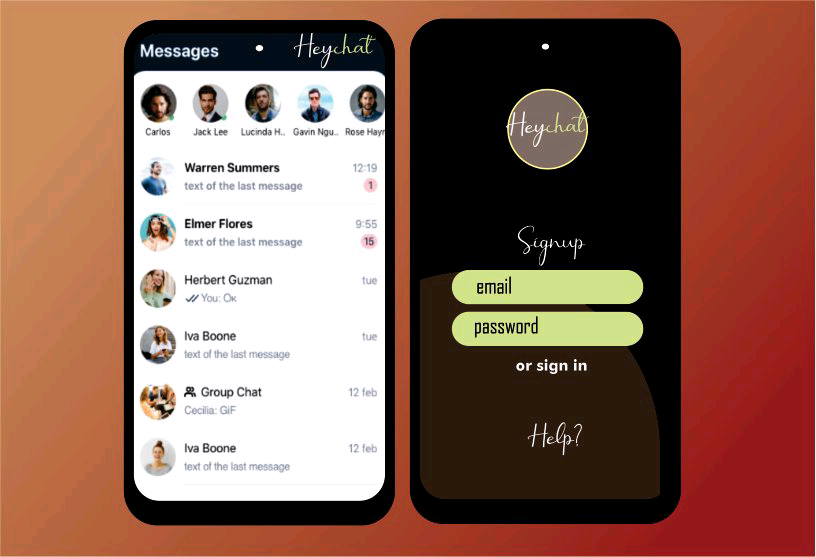 Messages
Heychat
Carlos
Jack Lee
Lucinda H..
Gavin Ngu..
Rose Hayr
Warren Summers
12:19
text of the last message
1
Elmer Flores
9:55
text of the last message
15
Herbert Guzman
tue
You: Ок
Iva Boone
tue
text of the last message
Group Chat
12 feb
Cecilia: GiF
Iva Boone
12 feb
text of the last message
Heychat
Signup
email
password
or sign in
Help?